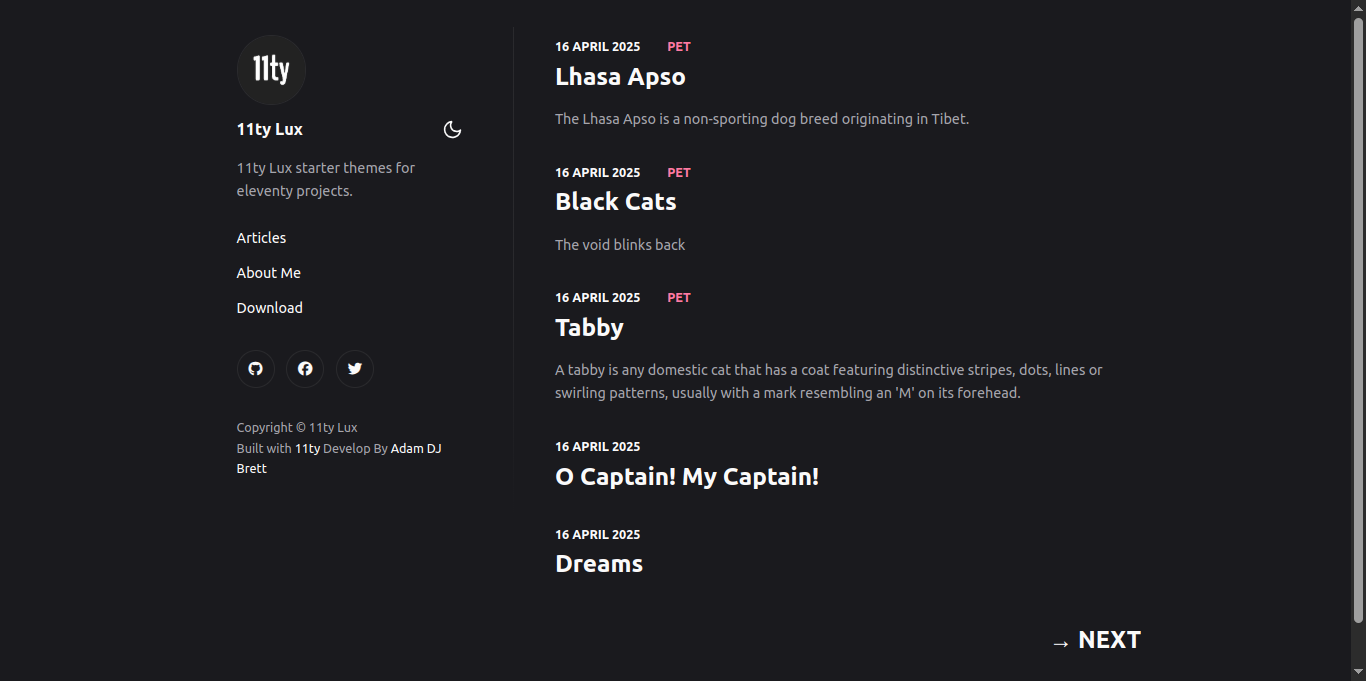 11ty
11ty Lux
11ty Lux starter themes for
eleventy projects.
Articles
About Me
Download
Copyright © 11ty Lux
Built with 11ty Develop By Adam DJ
Brett
16 APRIL 2025 PET
Lhasa Apso
The Lhasa Apso is a non-sporting dog breed originating in Tibet.
16 APRIL 2025 PET
Black Cats
The void blinks back
16 APRIL 2025 PET
Tabby
A tabby is any domestic cat that has a coat featuring distinctive stripes, dots, lines or
swirling patterns, usually with a mark resembling an 'M' on its forehead.
16 APRIL 2025
O Captain! My Captain!
16 APRIL 2025
Dreams
→ NEXT